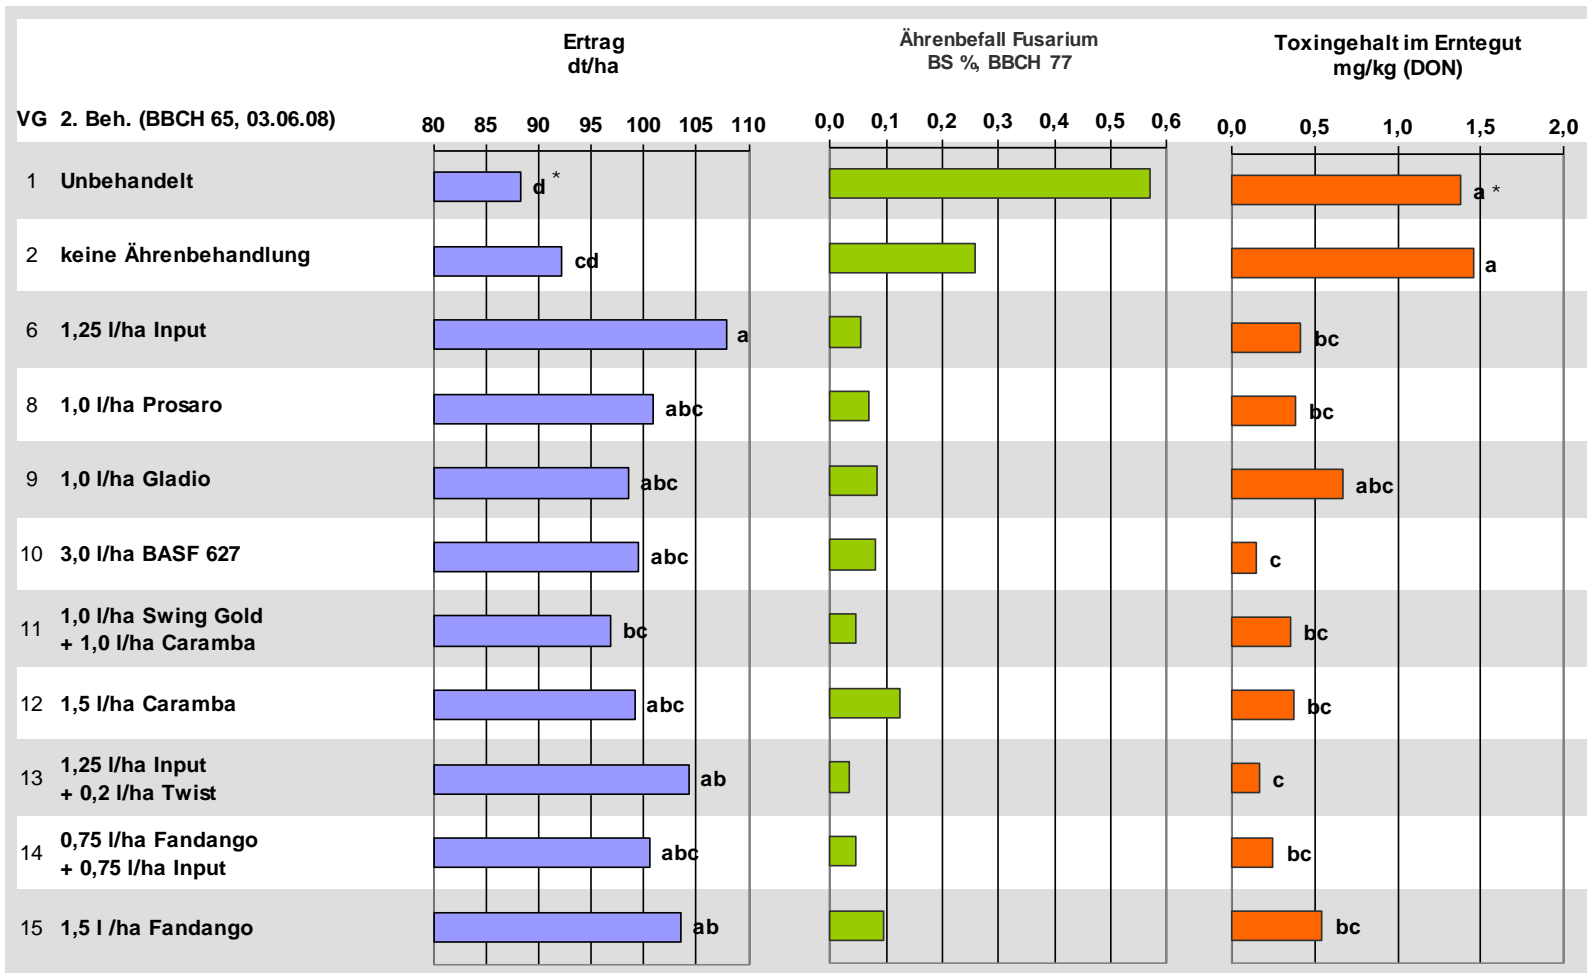 Ertrag
dt/ha
Ährenbefall Fusarium
BS %, BBCH 77
Toxingehalt im Erntegut
mg/kg (DON)
VG 2. Beh. (BBCH 65, 03.06.08)
80 85 90 95 100 105 110
0,0 0,1 0,2 0,3 0,4 0,5 0,6
0,0 0,5 1,0 1,5 2,0
1 Unbehandelt d * a *
2 keine Ährenbehandlung cd a
6 1,25 l/ha Input a bc
8 1,0 l/ha Prosaro abc bc
9 1,0 l/ha Gladio abc abc
10 3,0 l/ha BASF 627 abc c
11 1,0 l/ha Swing Gold
+ 1,0 l/ha Caramba bc bc
12 1,5 l/ha Caramba abc bc
13 1,25 l/ha Input
+ 0,2 l/ha Twist ab c
14 0,75 l/ha Fandango
+ 0,75 l/ha Input abc bc
15 1,5 l /ha Fandango ab bc